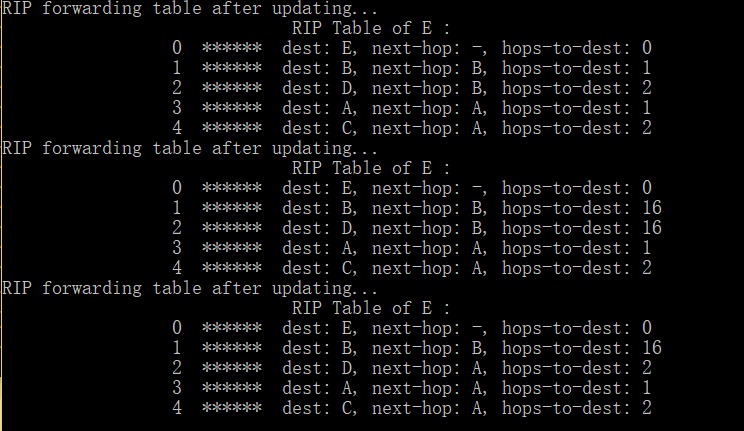 RIP forwarding table after updating...
RIP Table of E :
0 ****** dest: E, next-hop: -, hops-to-dest: 0
1 ****** dest: B, next-hop: B, hops-to-dest: 1
2 ****** dest: D, next-hop: B, hops-to-dest: 2
3 ****** dest: A, next-hop: A, hops-to-dest: 1
4 ****** dest: C, next-hop: A, hops-to-dest: 2
RIP forwarding table after updating...
RIP Table of E :
0 ****** dest: E, next-hop: -, hops-to-dest: 0
1 ****** dest: B, next-hop: B, hops-to-dest: 16
2 ****** dest: D, next-hop: B, hops-to-dest: 16
3 ****** dest: A, next-hop: A, hops-to-dest: 1
4 ****** dest: C, next-hop: A, hops-to-dest: 2
RIP forwarding table after updating...
RIP Table of E :
0 ****** dest: E, next-hop: -, hops-to-dest: 0
1 ****** dest: B, next-hop: B, hops-to-dest: 16
2 ****** dest: D, next-hop: A, hops-to-dest: 2
3 ****** dest: A, next-hop: A, hops-to-dest: 1
4 ****** dest: C, next-hop: A, hops-to-dest: 2